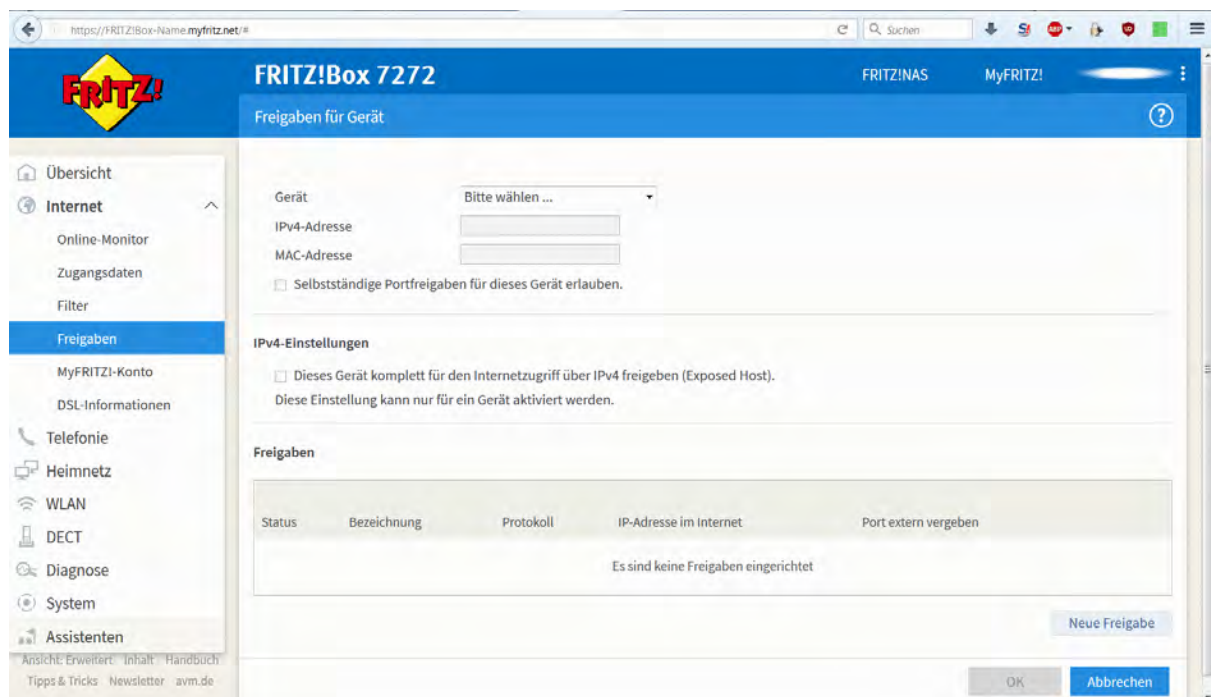 https://FRITZ!Box-Name.myfritz.net/#
Suchen
FRITZ!
FRITZ!Box 7272
FRITZ!NAS
MyFRITZ!
Freigaben für Gerät
?
Übersicht
Internet
Online-Monitor
Zugangsdaten
Filter
Freigaben
MyFRITZ!-Konto
DSL-Informationen
Telefonie
Heimnetz
WLAN
DECT
Diagnose
System
Assistenten
Ansicht: Erweitert Inhalt Handbuch
Tipps & Tricks Newsletter avm.de
Gerät Bitte wählen ...
IPv4-Adresse
MAC-Adresse
Selbstständige Portfreigaben für dieses Gerät erlauben.
IPv4-Einstellungen
Dieses Gerät komplett für den Internetzugriff über IPv4 freigeben (Exposed Host).
Diese Einstellung kann nur für ein Gerät aktiviert werden.
Freigaben
Status Bezeichnung Protokoll IP-Adresse im Internet Port extern vergeben
Es sind keine Freigaben eingerichtet
Neue Freigabe
OK
Abbrechen